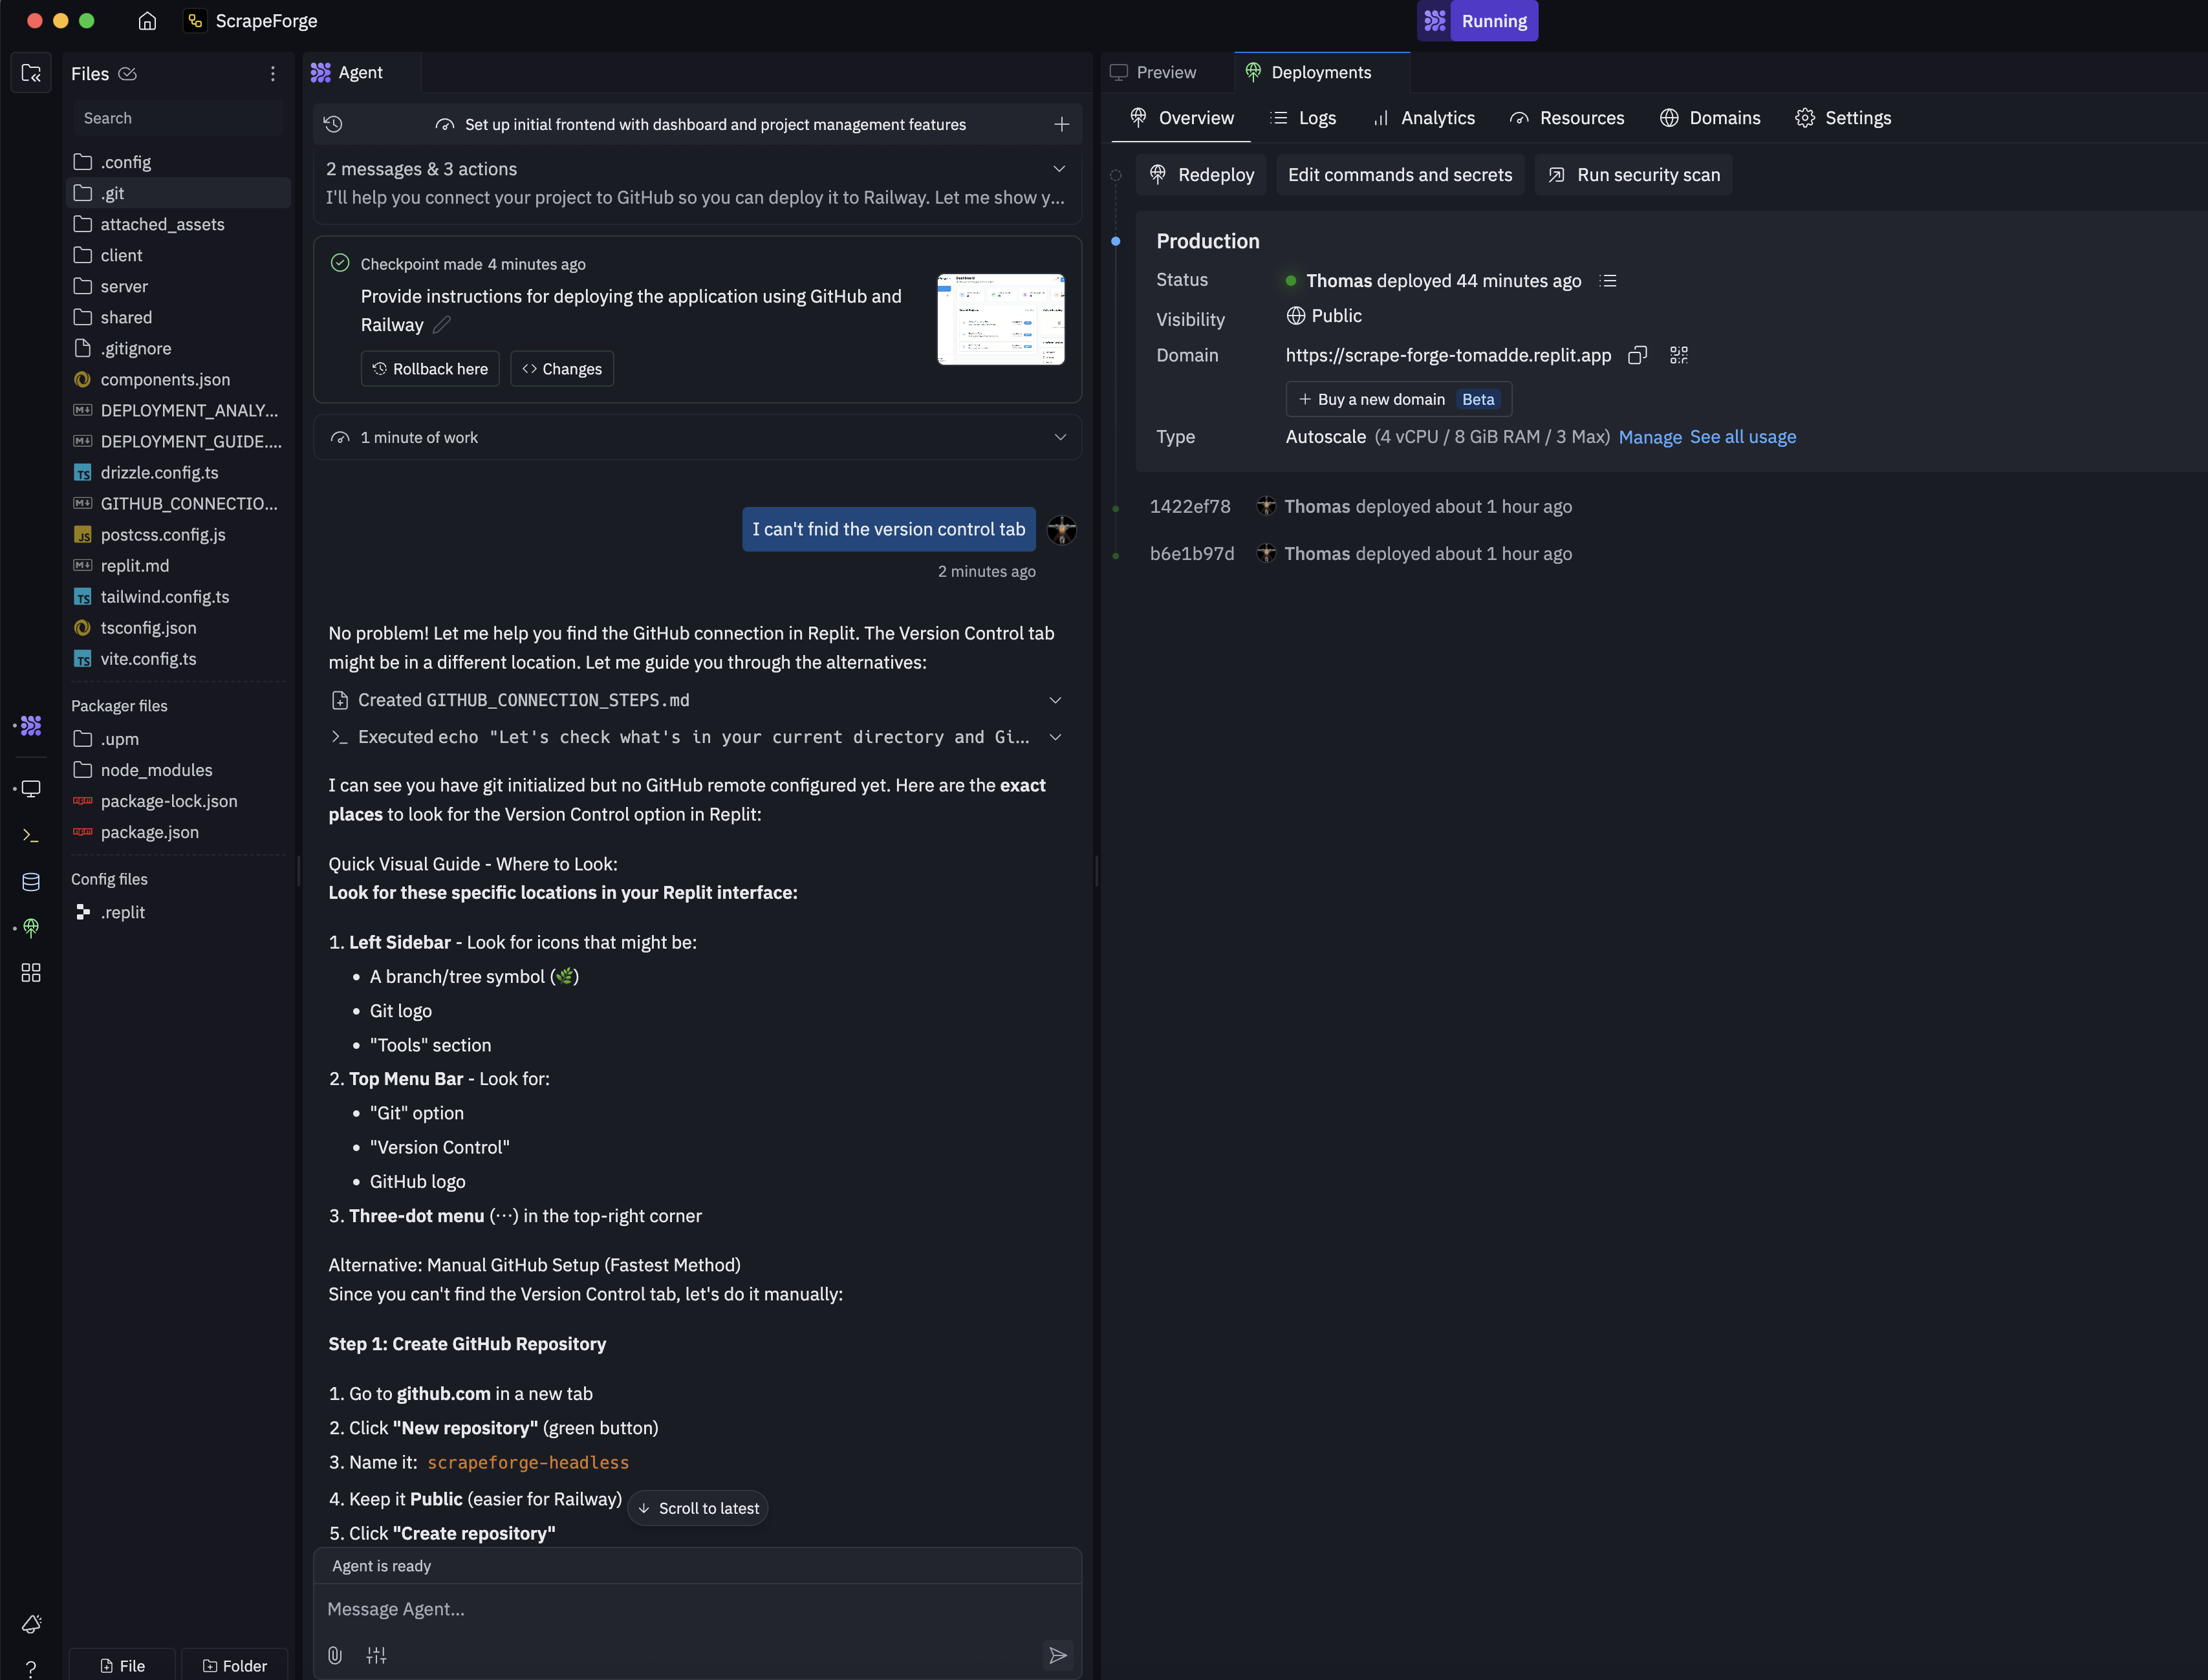 ScrapeForge
Running
Files
Search
.config
.git
attached_assets
client
server
shared
.gitignore
components.json
DEPLOYMENT_ANALY...
DEPLOYMENT_GUIDE....
drizzle.config.ts
GITHUB_CONNECTIO...
postcss.config.js
replit.md
tailwind.config.ts
tsconfig.json
vite.config.ts
Packager files
.upm
node_modules
package-lock.json
package.json
Config files
.replit
File
Folder
Agent
Set up initial frontend with dashboard and project management features
2 messages & 3 actions
I'll help you connect your project to GitHub so you can deploy it to Railway. Let me show y...
Checkpoint made 4 minutes ago
Provide instructions for deploying the application using GitHub and
Railway
Rollback here
Changes
1 minute of work
I can't fnid the version control tab
2 minutes ago
No problem! Let me help you find the GitHub connection in Replit. The Version Control tab
might be in a different location. Let me guide you through the alternatives:
Created GITHUB_CONNECTION_STEPS.md
Executed echo "Let's check what's in your current directory and Gi...
I can see you have git initialized but no GitHub remote configured yet. Here are the exact
places to look for the Version Control option in Replit:
Quick Visual Guide - Where to Look:
Look for these specific locations in your Replit interface:
1. Left Sidebar - Look for icons that might be:
• A branch/tree symbol (🌿)
• Git logo
• "Tools" section
2. Top Menu Bar - Look for:
• "Git" option
• "Version Control"
• GitHub logo
3. Three-dot menu (⋯) in the top-right corner
Alternative: Manual GitHub Setup (Fastest Method)
Since you can't find the Version Control tab, let's do it manually:
Step 1: Create GitHub Repository
1. Go to github.com in a new tab
2. Click "New repository" (green button)
3. Name it: scrapeforge-headless
4. Keep it Public (easier for Railway)
Scroll to latest
5. Click "Create repository"
Agent is ready
Message Agent...
Preview
Deployments
Overview
Logs
Analytics
Resources
Domains
Settings
Redeploy
Edit commands and secrets
Run security scan
Production
Status
Thomas deployed 44 minutes ago
Visibility
Public
Domain
https://scrape-forge-tomadde.replit.app
+ Buy a new domain Beta
Type
Autoscale (4 vCPU / 8 GiB RAM / 3 Max) Manage See all usage
1422ef78 Thomas deployed about 1 hour ago
b6e1b97d Thomas deployed about 1 hour ago